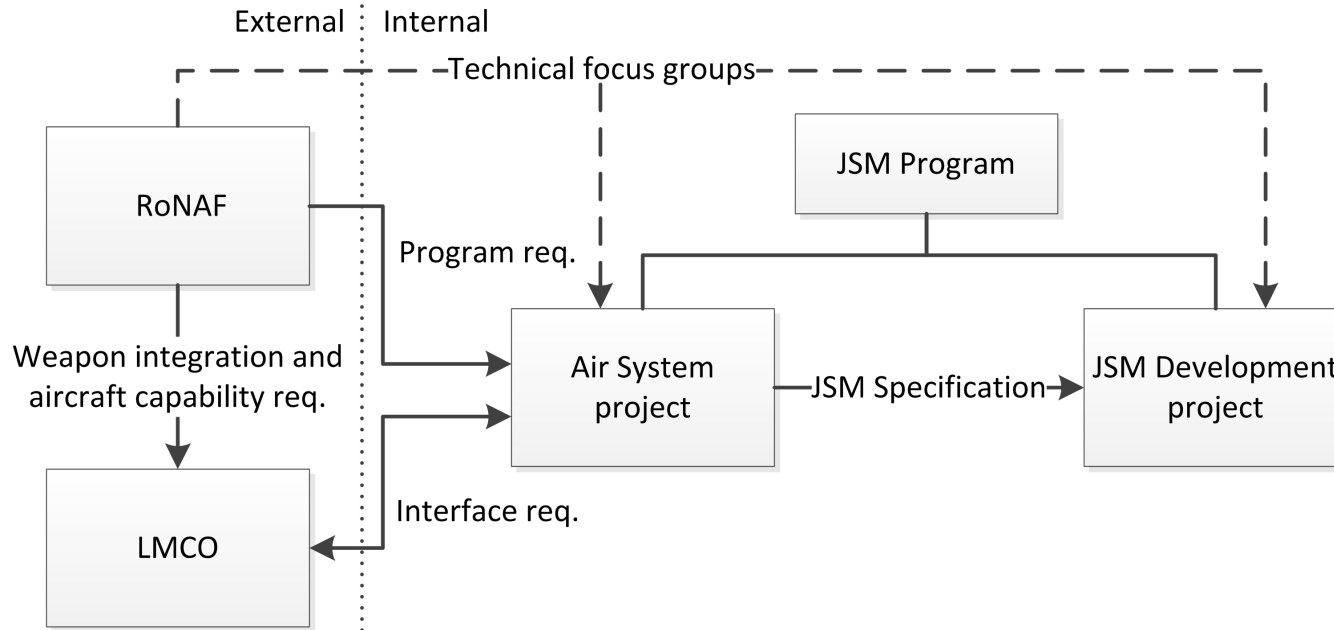 External
Internal
Technical focus groups
JSM Program
RoNAF
Program req.
Weapon integration and
aircraft capability req.
Air System
project
JSM Specification
JSM Development
project
Interface req.
LMCO